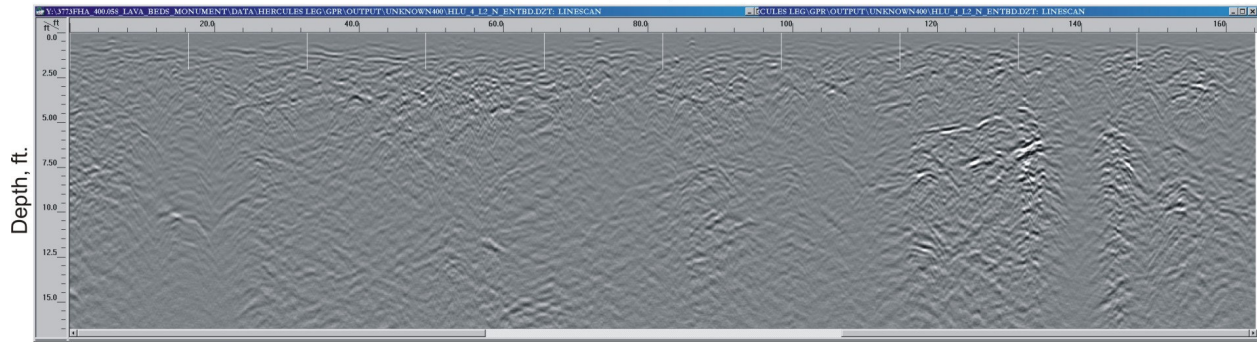 Y:\3773FHA_400.058_LAVA_BEDS_MONUMENT\DATA\HERCULES LEG\GPR\OUTPUT\UNKNOWN400\HLU_4_L2_N_ENTBD.DZT: LINESCAN
RCULES LEG\GPR\OUTPUT\UNKNOWN400\HLU_4_L2_N_ENTBD.DZT: LINESCAN
ft ft 20.0 40.0 60.0 80.0 100 120 140 160
0.0
2.50
5.00
7.50
10.0
12.5
15.0
Depth, ft.